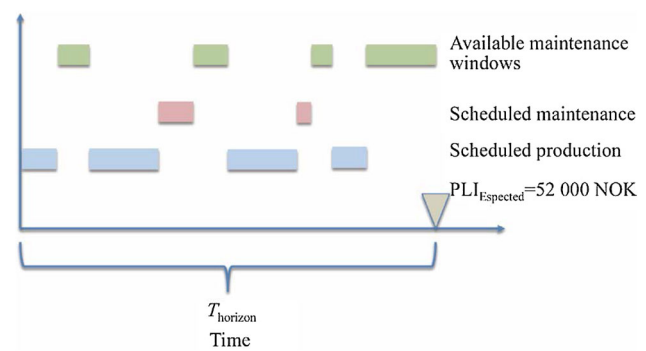 Available maintenance
windows
Scheduled maintenance
Scheduled production
PLIEspected=52 000 NOK
Thorizon
Time